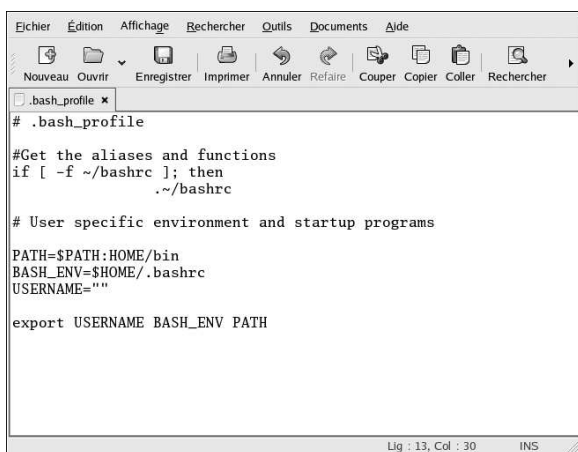 Fichier Édition Affichage Rechercher Outils Documents Aide
Nouveau Ouvrir Enregistrer Imprimer Annuler Refaire Couper Copier Coller Rechercher
.bash_profile ×
# .bash_profile
#Get the aliases and functions
if [ -f ~/bashrc ]; then
.~/bashrc
# User specific environment and startup programs
PATH=$PATH:HOME/bin
BASH_ENV=$HOME/.bashrc
USERNAME=""
export USERNAME BASH_ENV PATH
Lig : 13, Col : 30 INS